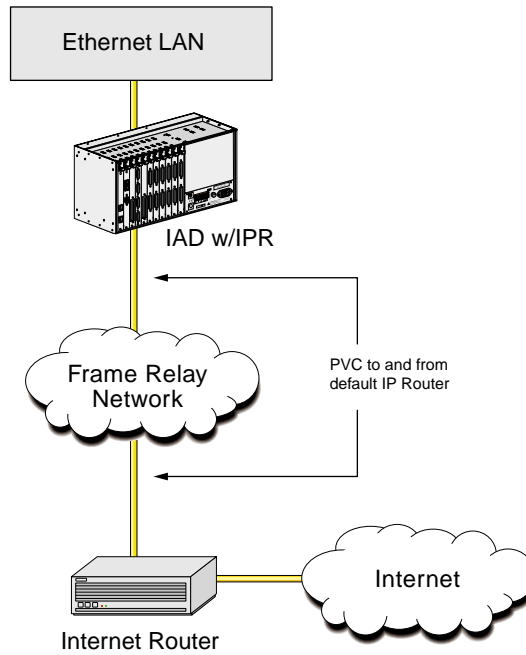 Ethernet LAN
IAD w/IPR
PVC to and from
default IP Router
Frame Relay
Network
Internet
Internet Router